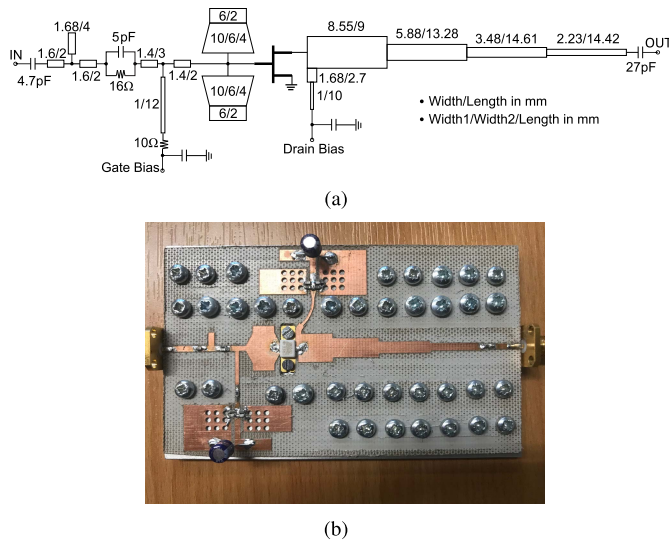 6/2
1.68/4
10/6/4
8.55/9
5.88/13.28
3.48/14.61
2.23/14.42
IN
1.6/2
5pF
1.4/3
OUT
4.7pF
1.6/2
16Ω
1.4/2
27pF
10/6/4
1.68/2.7
6/2
1/12
1/10
• Width/Length in mm
• Width1/Width2/Length in mm
10Ω
Drain Bias
Gate Bias
(a)
(b)